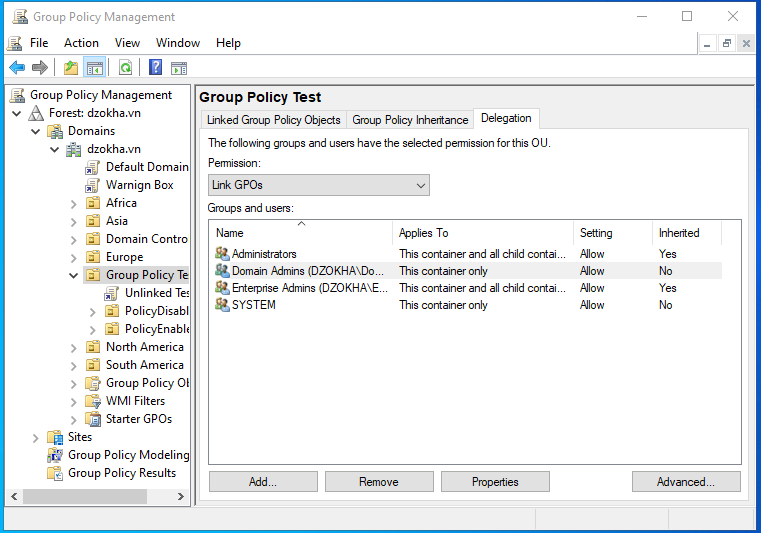 Group Policy Management
File Action View Window Help
Group Policy Management
Forest: dzokha.vn
Domains
dzokha.vn
Default Domain
Warnign Box
Africa
Asia
Domain Contro
Europe
Group Policy Te
Unlinked Tes
PolicyDisabl
PolicyEnable
North America
South America
Group Policy Ob
WMI Filters
Starter GPOs
Sites
Group Policy Modeling
Group Policy Results
Group Policy Test
Linked Group Policy Objects Group Policy Inheritance Delegation
The following groups and users have the selected permission for this OU.
Permission:
Link GPOs
Groups and users:
Name Applies To Setting Inherited
Administrators This container and all child contai... Allow Yes
Domain Admins (DZOKHA\Do... This container only Allow No
Enterprise Admins (DZOKHA\E... This container and all child contai... Allow Yes
SYSTEM This container only Allow No
Add... Remove Properties Advanced...